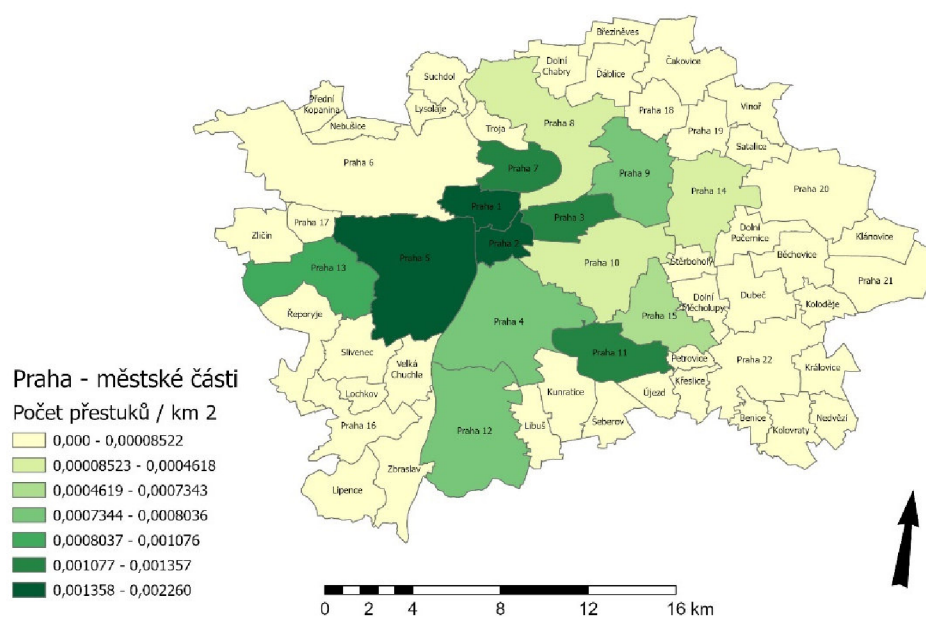 Březiněves
Dolní
Chabry
Ďáblice
Čakovice
Suchdol
Přední
Kopanina
Lysolaje
Nebušice
Troja
Praha 8
Praha 18
Praha 19
Vinoř
Satalice
Praha 6
Praha 7
Praha 9
Praha 14
Praha 20
Praha 1
Praha 3
Praha 2
Praha 17
Zličín
Praha 5
Praha 13
Praha 10
Štěrboholy
Dolní
Počernice
Běchovice
Klánovice
Praha 21
Koloděje
Dubeč
Dolní
Měcholupy
Praha 15
Praha 4
Praha 11
Petrovice
Praha 22
Královice
Řeporyje
Slivenec
Velká
Chuchle
Lochkov
Praha 16
Lipence
Zbraslav
Praha 12
Libuš
Kunratice
Šeberov
Újezd
Křeslice
Benice
Kolovraty
Nedvězí
Praha - městské části
Počet přestuků / km 2
0,000 - 0,00008522
0,00008523 - 0,0004618
0,0004619 - 0,0007343
0,0007344 - 0,0008036
0,0008037 - 0,001076
0,001077 - 0,001357
0,001358 - 0,002260
0 2 4 8 12 16 km